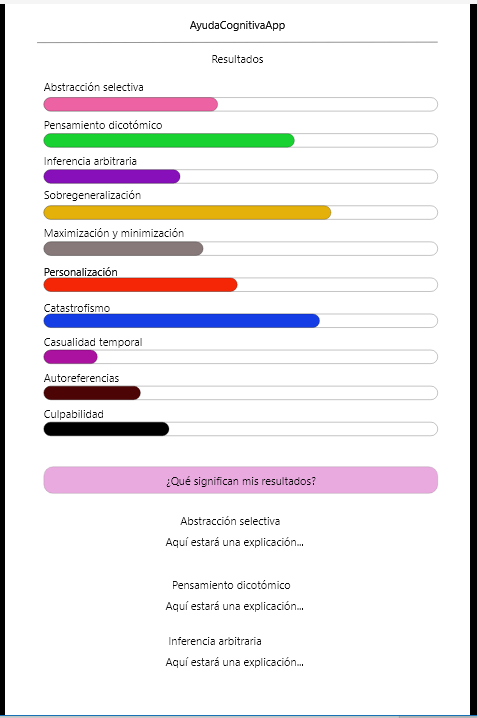 AyudaCognitivaApp
Resultados
Abstracción selectiva
Pensamiento dicotómico
Inferencia arbitraria
Sobregeneralización
Maximización y minimización
Personalización
Catastrofismo
Casualidad temporal
Autoreferencias
Culpabilidad
¿Qué significan mis resultados?
Abstracción selectiva
Aquí estará una explicación...
Pensamiento dicotómico
Aquí estará una explicación...
Inferencia arbitraria
Aquí estará una explicación...